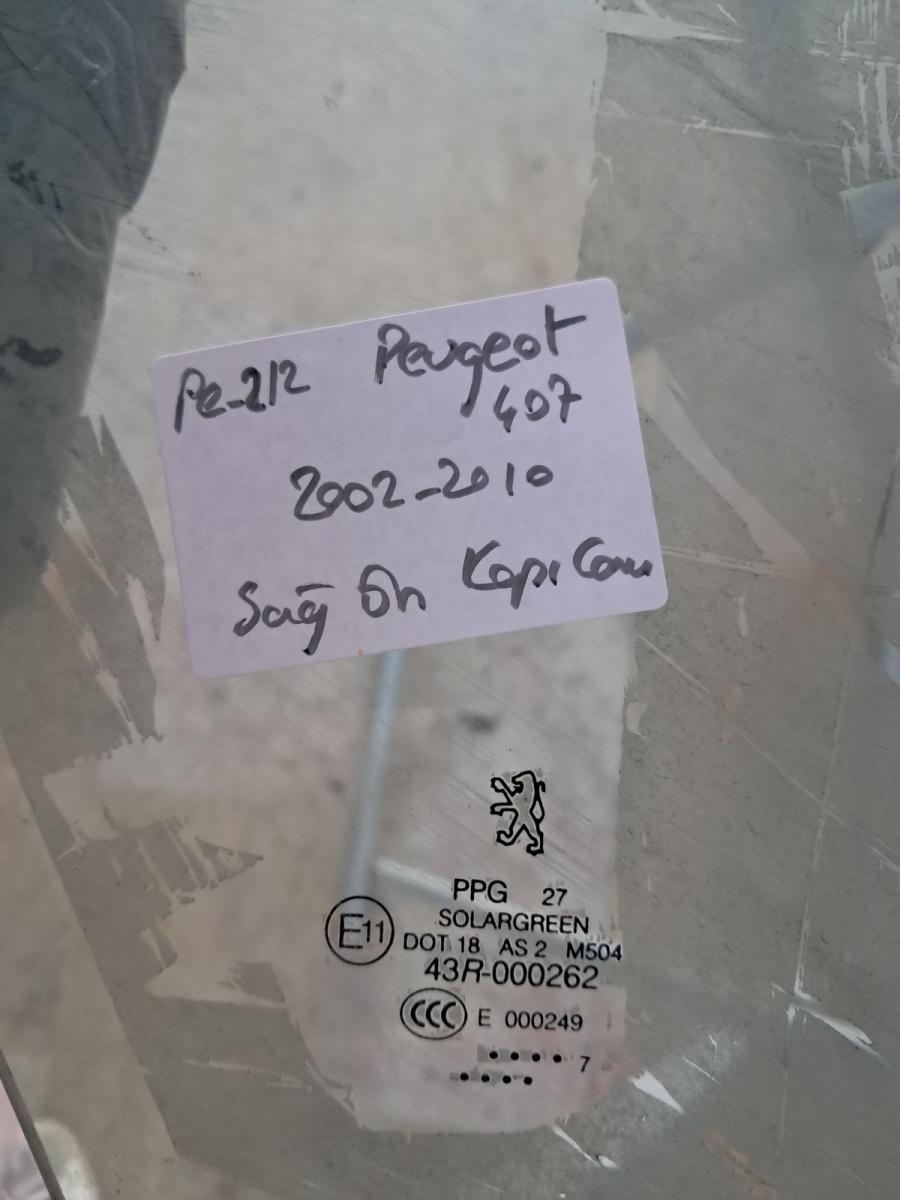 Pe-212 Peugeot
407
2002-2010
Sağ Ön Kapı Camı
PPG 27
SOLARGREEN
E11 DOT 18 AS 2 M504
43R-000262
CCC E 000249
.... 7
....